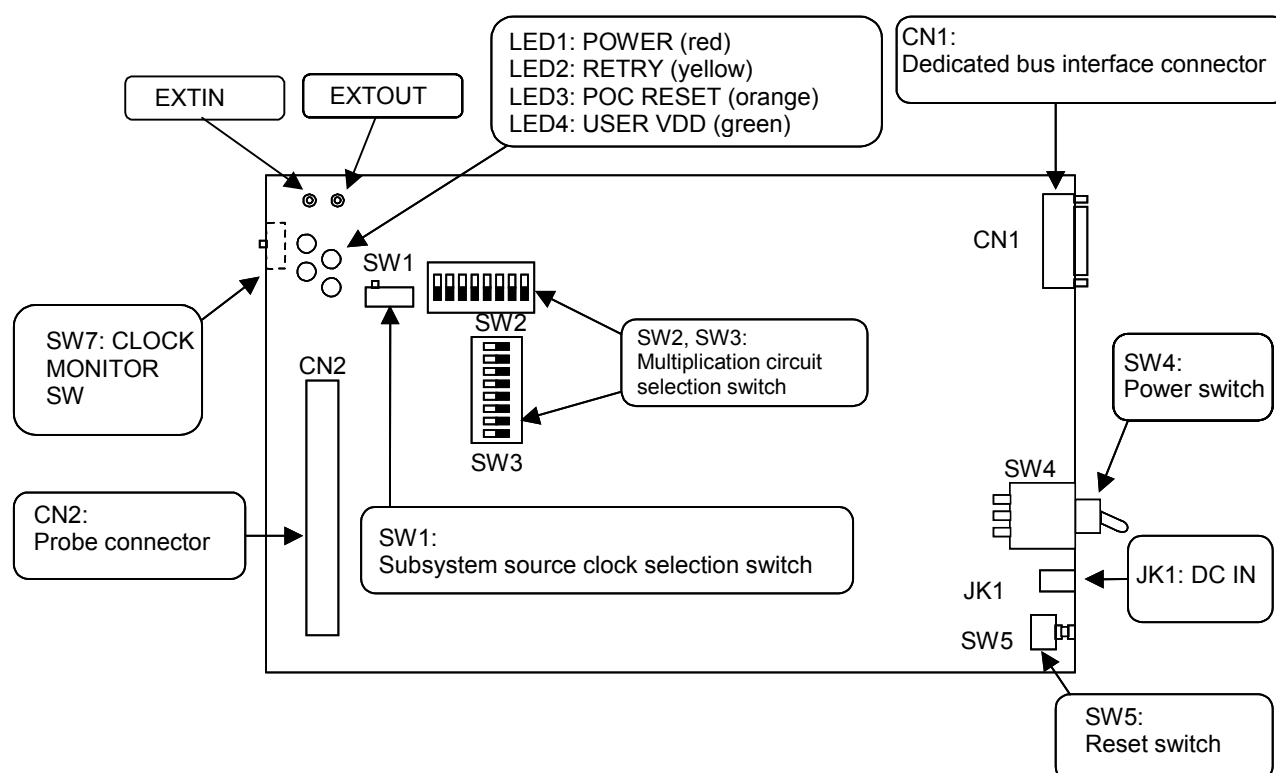 LED1: POWER (red)
LED2: RETRY (yellow)
LED3: POC RESET (orange)
LED4: USER VDD (green)
CN1:
Dedicated bus interface connector
EXTIN
EXTOUT
CN1
SW1
SW2
SW7: CLOCK
MONITOR
SW
SW2, SW3:
Multiplication circuit
selection switch
CN2
SW4:
Power switch
SW3
SW4
CN2:
Probe connector
SW1:
Subsystem source clock selection switch
JK1
JK1: DC IN
SW5
SW5:
Reset switch